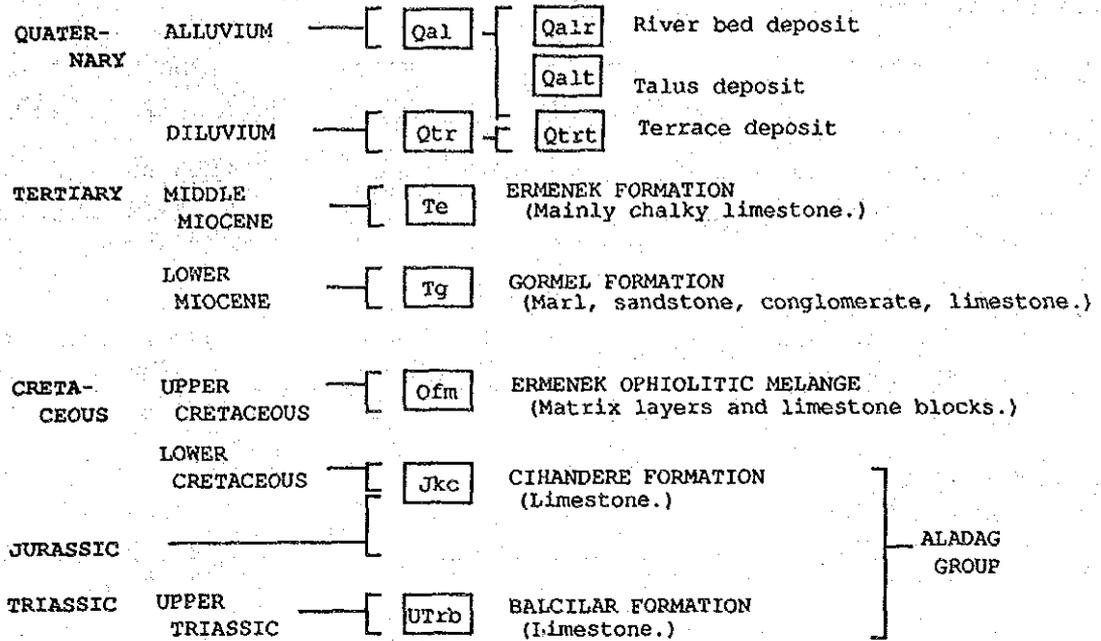 QUATER- ALLUVIUM Qal Qalr River bed deposit
NARY
Qalt Talus deposit
DILUVIUM Qtr Qtrt Terrace deposit
TERTIARY MIDDLE Te ERMENEK FORMATION
MIOCENE (Mainly chalky limestone.)
LOWER Tg GORMEL FORMATION
MIOCENE (Marl, sandstone, conglomerate, limestone.)
CRETA- UPPER Ofm ERMENEK OPHIOLITIC MELANGE
CEOUS CRETACEOUS (Matrix layers and limestone blocks.)
LOWER
CRETACEOUS Jkc CIHANDERE FORMATION
(Limestone.)
JURASSIC ALADAG
GROUP
TRIASSIC UPPER UTrb BALCILAR FORMATION
TRIASSIC (Limestone.)